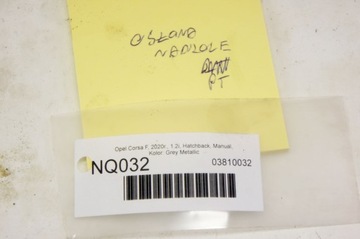 OSŁONA
NADKOLE
PT
Opel Corsa F, 2020r., 1.2i, Hatchback, Manual,
Kolor: Grey Metallic
NQ032
03810032